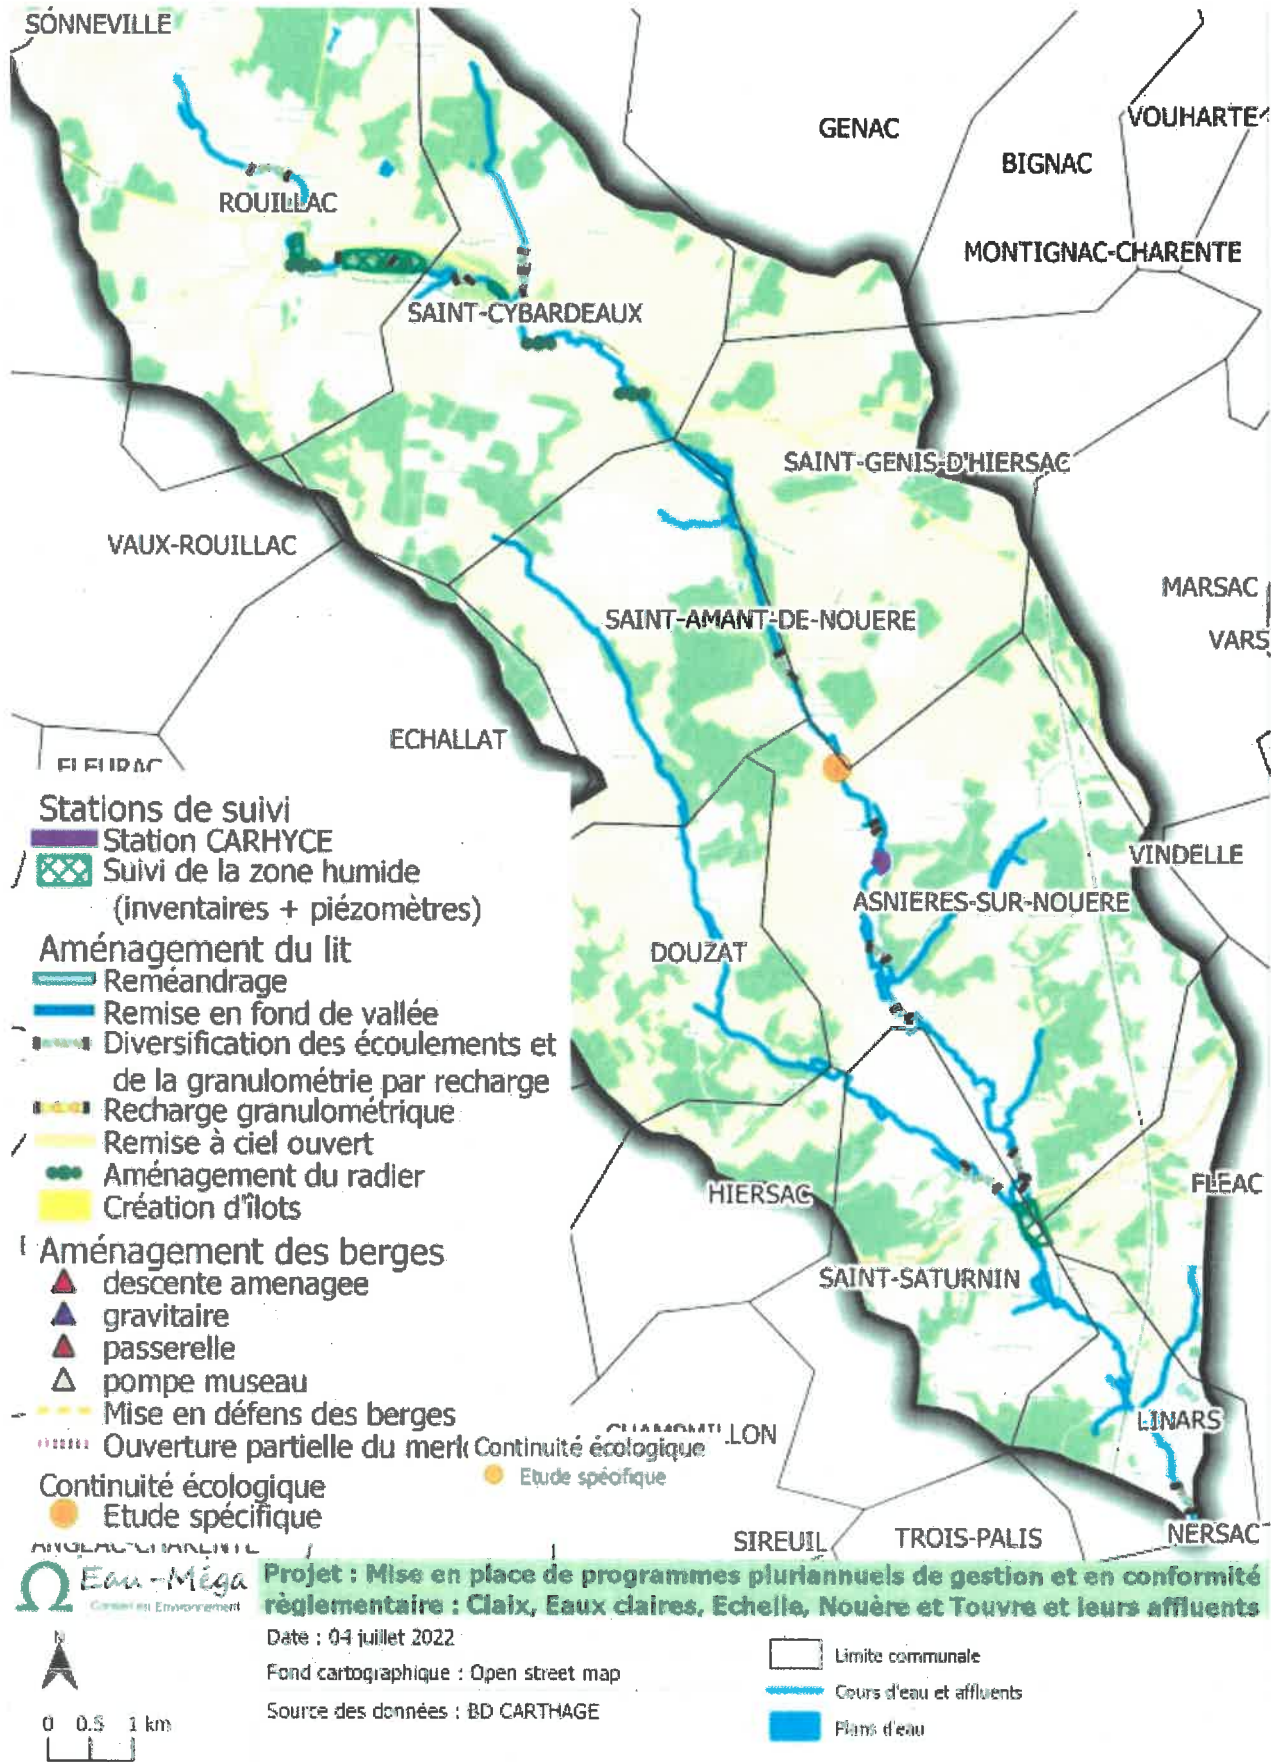 SONNEVILLE
GENAC
VOUHARTE
BIGNAC
ROUILLAC
MONTIGNAC-CHARENTE
SAINT-CYBARDEAUX
SAINT-GENIS-D'HIERSAC
VAUX-ROUILLAC
MARSAC
SAINT-AMANT-DE-NOUERE
VARS
ECHALLAT
FLEURAC
VINDELLE
ASNIERES-SUR-NOUERE
DOUZAT
HIERSAC
FLEAC
SAINT-SATURNIN
LINARS
SIREUIL
TROIS-PALIS
NERSAC
Stations de suivi
Station CARHYCE
Suivi de la zone humide
(inventaires + piézomètres)
Aménagement du lit
Reméandrage
Remise en fond de vallée
Diversification des écoulements et
de la granulométrie par recharge
Recharge granulométrique
Remise à ciel ouvert
Aménagement du radier
Création d'îlots
Aménagement des berges
descente amenagee
gravitaire
passerelle
pompe museau
Mise en défens des berges
Ouverture partielle du
Continuité écologique
Etude spécifique
Continuité écologique
Etude spécifique
Eau-Méga
Conseil en Environnement
Projet : Mise en place de programmes pluriannuels de gestion et en conformité
règlementaire : Claix, Eaux claires, Echelle, Nouère et Touvre et leurs affluents
Date : 04 juillet 2022
Fond cartographique : Open street map
Source des données : BD CARTHAGE
N
0 0.5 1 km
Limite communale
Cours d'eau et affluents
Plans d'eau